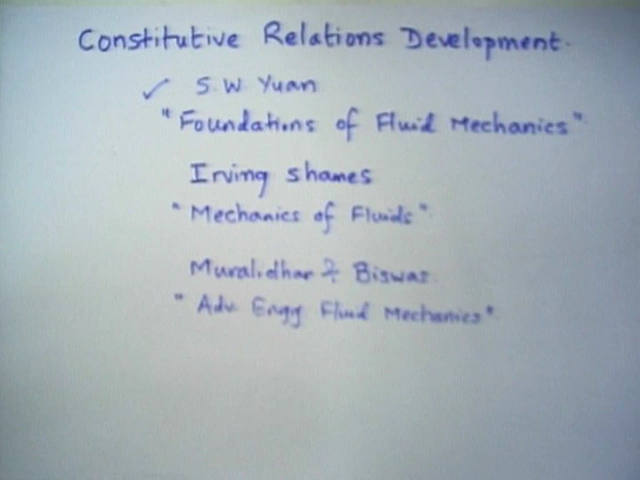 Constitutive Relations Development.
✓ S.W Yuan
"Foundations of Fluid Mechanics"
Irving Shames
"Mechanics of Fluids"
Muralidhar & Biswas
"Adv Engg Fluid Mechanics"